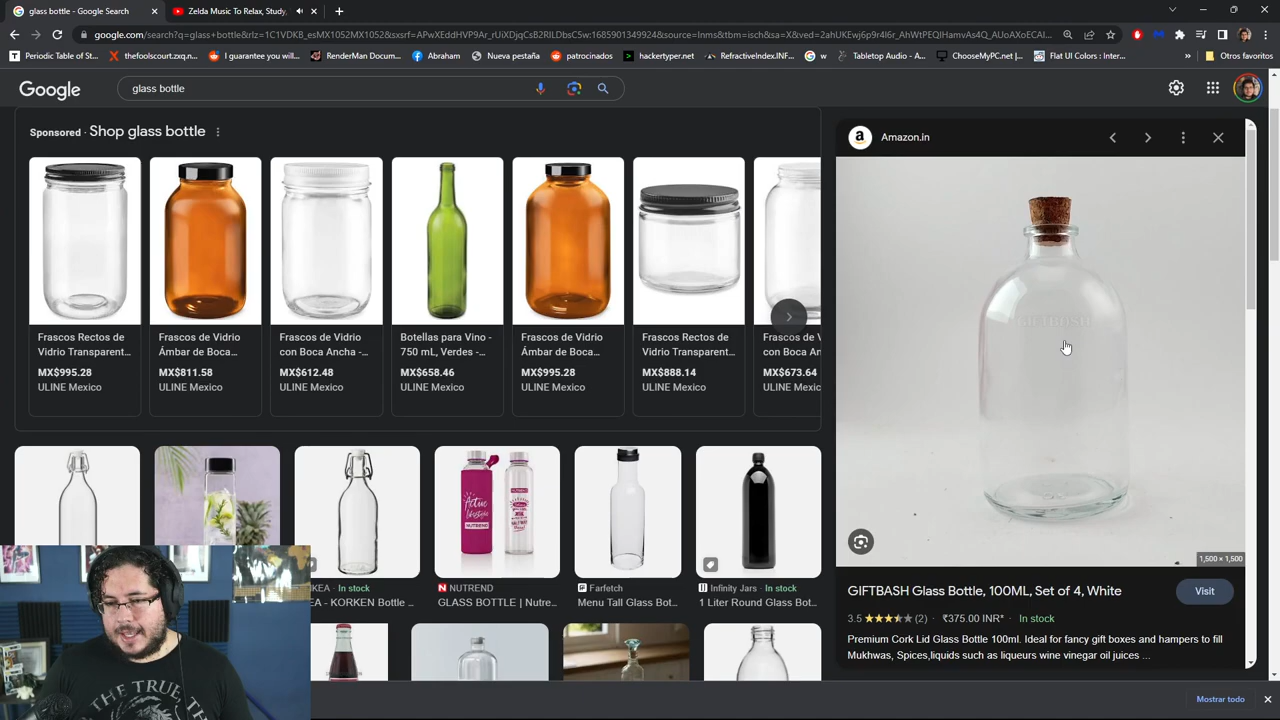 glass bottle - Google Search
Zelda Music To Relax, Study,
google.com/search?q=glass+bottle&rlz=1C1VDKB_esMX1052MX1052&sxsrf=
Periodic Table of St...
thefoolscourt.zxq.n...
I guarantee you will...
RenderMan Docum...
Nueva pestaña
patrocinados
Abraham
hackertyper.net
RefractiveIndex.INF...
w
Tabletop Audio - A...
ChooseMyPC.net |...
Flat UI Colors : Inter...
»
Otros favoritos
Google
glass bottle
Sponsored · Shop glass bottle
Frascos Rectos de
Vidrio Transparent...
MX$995.28
ULINE Mexico
Frascos de Vidrio
Ámbar de Boca...
MX$811.58
ULINE Mexico
Frascos de Vidrio
con Boca Ancha -...
MX$612.48
ULINE Mexico
Botellas para Vino -
750 mL, Verdes -...
MX$658.46
ULINE Mexico
Frascos de Vidrio
Ámbar de Boca...
MX$995.28
ULINE Mexico
Frascos Rectos de
Vidrio Transparent...
MX$888.14
ULINE Mexico
Frascos de V
con Boca An
MX$673.64
ULINE Mexic
Active
Lifestyle
NUTREND
KEA · In stock
EA - KORKEN Bottle ...
NUTREND
GLASS BOTTLE | Nutre...
Farfetch
Menu Tall Glass Bot...
Infinity Jars · In stock
1 Liter Round Glass Bot...
a
Amazon.in
GIFTBASH
1,500 × 1,500
GIFTBASH Glass Bottle, 100ML, Set of 4, White
Visit
3.5 ★★★★★ (2) · ₹375.00 INR* · In stock
Premium Cork Lid Glass Bottle 100ml. Ideal for fancy gift boxes and hampers to fill
Mukhwas, Spices,liquids such as liqueurs wine vinegar oil juices ...
THE TRUE, TH
Mostrar todo